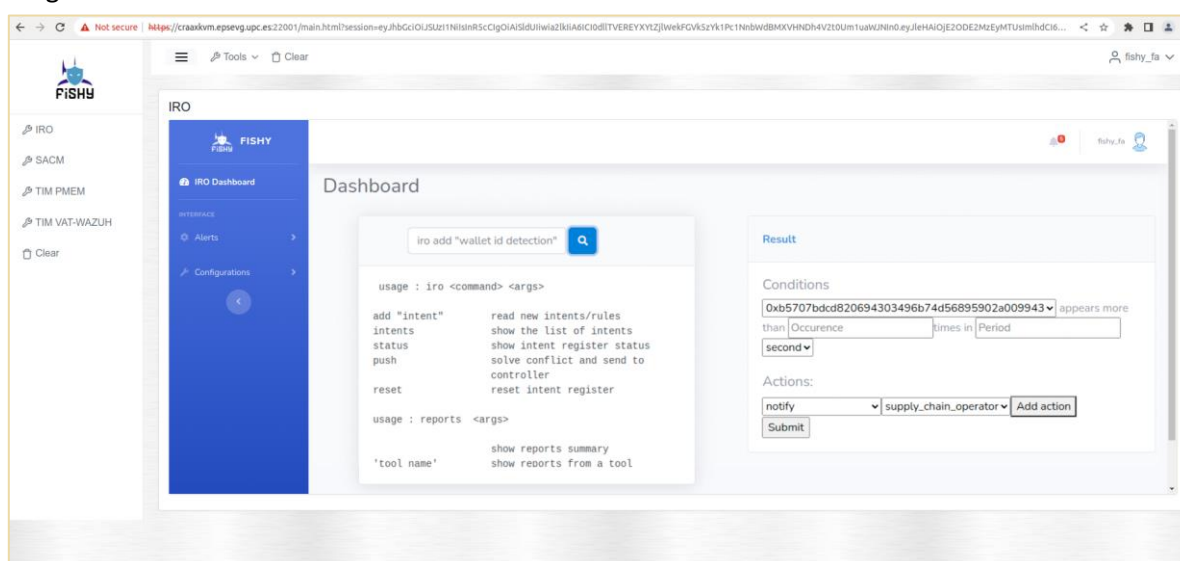 Not secure
https://craaxkvm.epsevg.upc.es:22001/main.html?session=
Tools
Clear
fishy_fa
FiSHY
IRO
SACM
TIM PMEM
TIM VAT-WAZUH
Clear
IRO
FISHY
FiSHY
IRO Dashboard
INTERFACE
Alerts
Configurations
fishy_fa
Dashboard
iro add "wallet id detection"
usage : iro <command> <args>
add "intent" read new intents/rules
intents show the list of intents
status show intent register status
push solve conflict and send to
controller
reset reset intent register
usage : reports <args>
show reports summary
'tool name' show reports from a tool
Result
Conditions
0xb5707bdcd820694303496b74d56895902a009943 appears more
than Occurence times in Period
second
Actions:
notify supply_chain_operator Add action
Submit